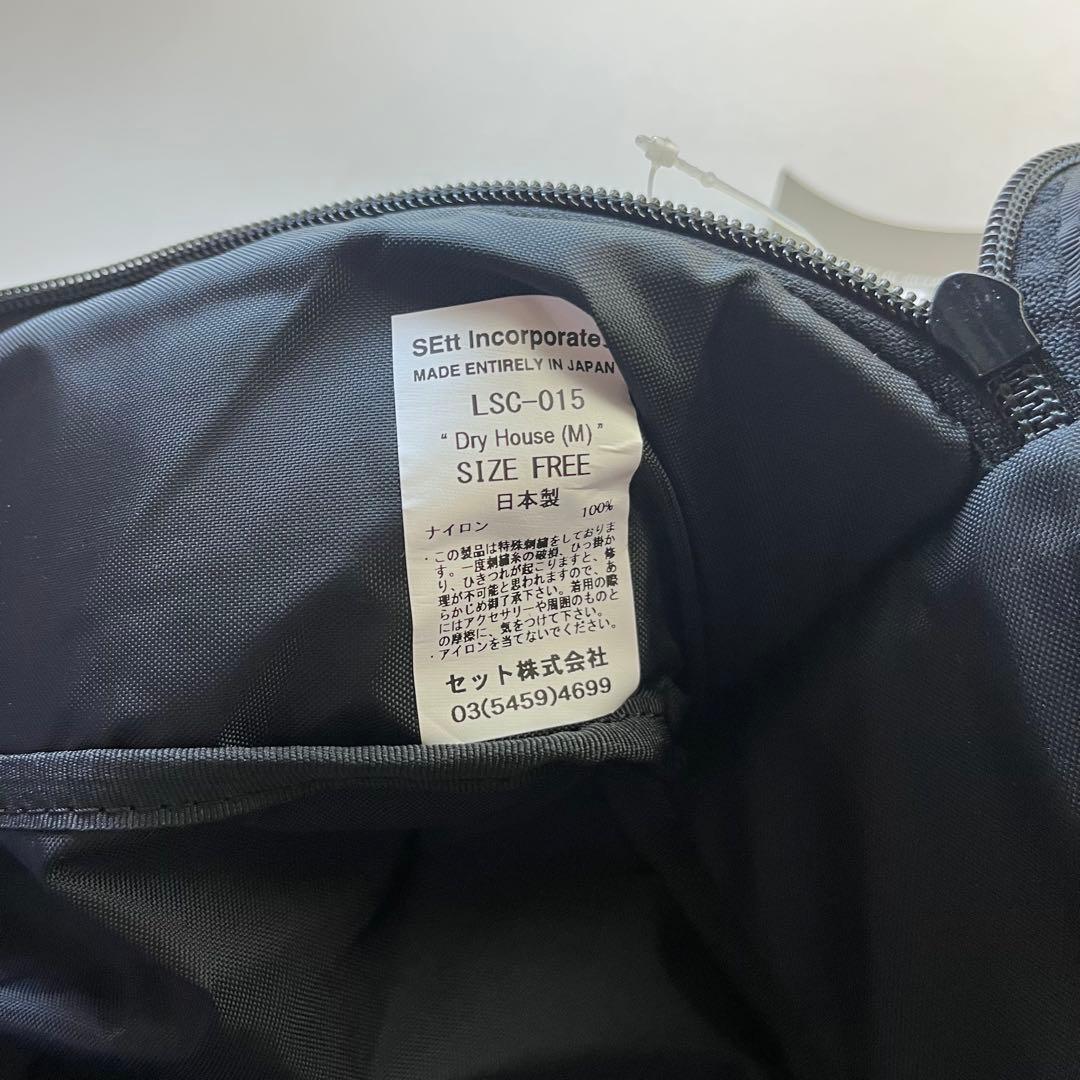 SEtt Incorporate
MADE ENTIRELY IN JAPAN
LSC-015
“ Dry House (M) ”
SIZE FREE
日本製
ナイロン 100%
・この製品は特殊刺繍をしておりま
す。一度刺繍糸の破損、ひっ掛か
り、ひきつれが起こりますと、修
理が不可能と思われますので、あ
らかじめ御了承下さい。着用の際
にはアクセサリーや周囲のものと
の摩擦に、気をつけて下さい。
・アイロンを当てないでください。
セット株式会社
03(5459)4699